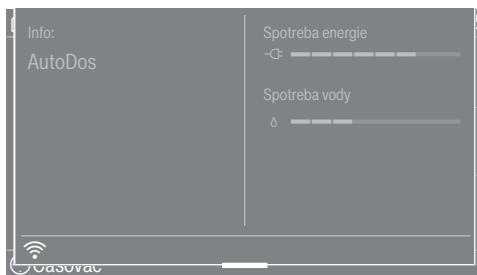 Info:
AutoDos
Spotreba energie
Spotreba vody
Časovač